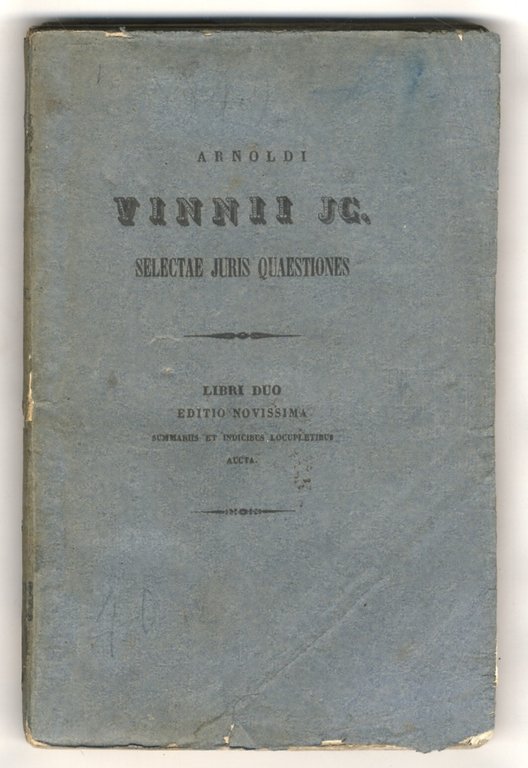 ARNOLDI
VINNII JC.
SELECTAE JURIS QUAESTIONES
LIBRI DUO
EDITIO NOVISSIMA
SUMMARIIS ET INDICIBUS LOCUPLETIBUS
AUCTA.